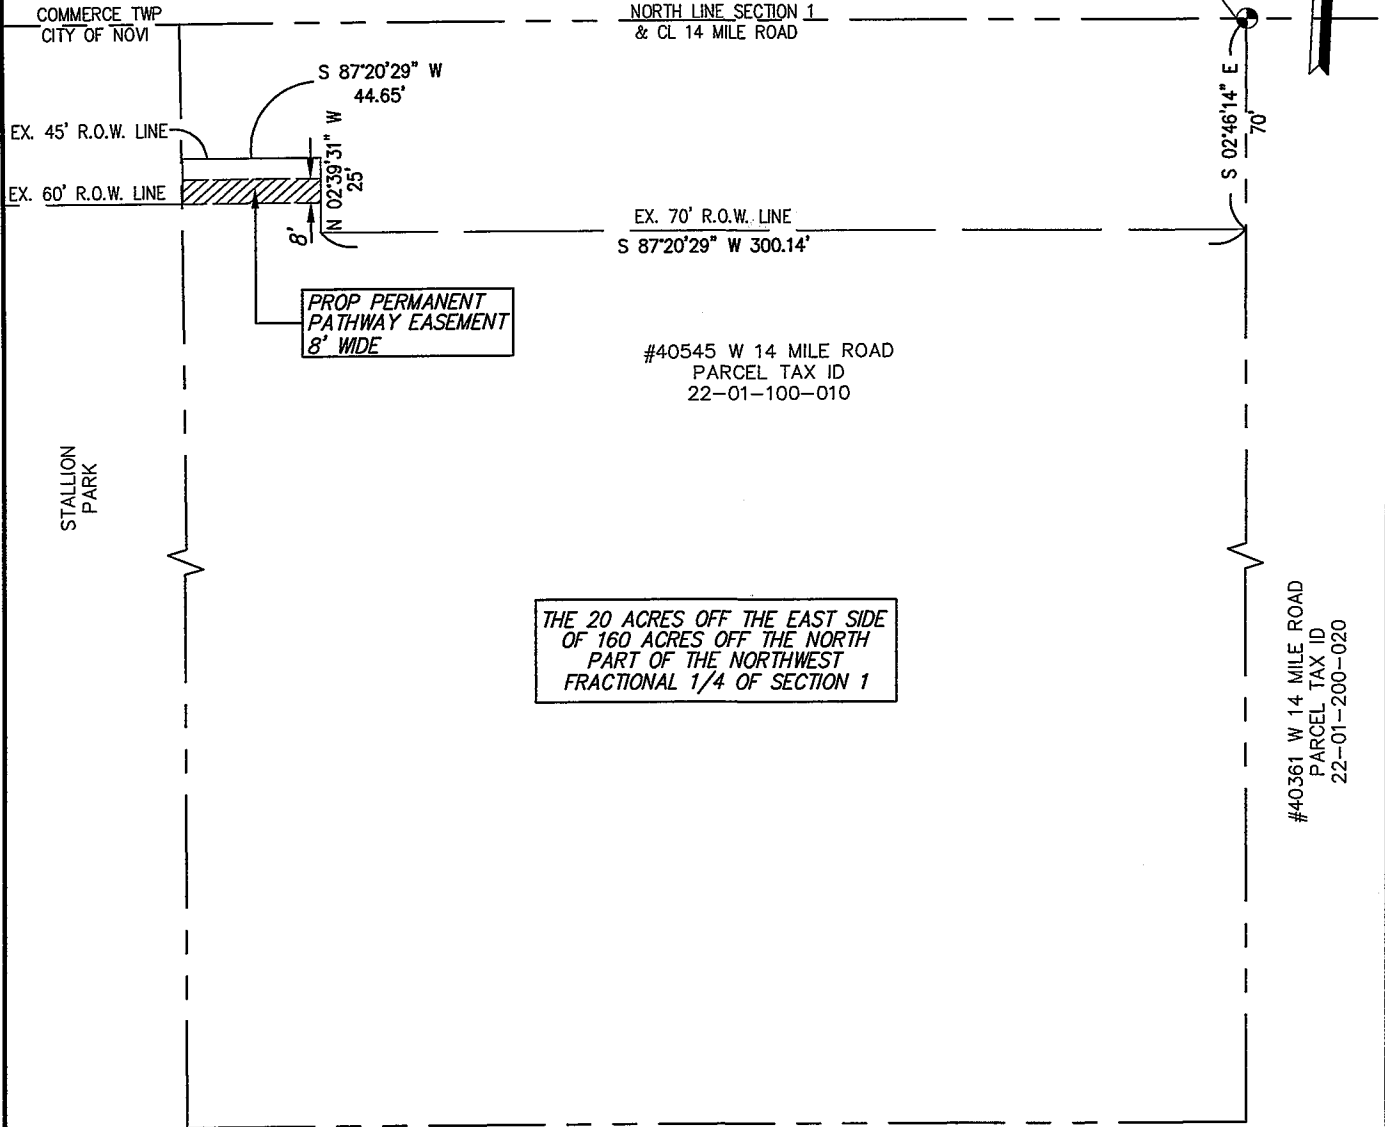 COMMERCE TWP
CITY OF NOVI
NORTH LINE SECTION 1
& CL 14 MILE ROAD
S 87°20'29" W
44.65'
EX. 45' R.O.W. LINE
EX. 60' R.O.W. LINE
N 02°39'31" W
25'
8'
S 02°46'14" E
70'
EX. 70' R.O.W. LINE
S 87°20'29" W 300.14'
PROP PERMANENT
PATHWAY EASEMENT
8' WIDE
#40545 W 14 MILE ROAD
PARCEL TAX ID
22-01-100-010
STALLION
PARK
THE 20 ACRES OFF THE EAST SIDE
OF 160 ACRES OFF THE NORTH
PART OF THE NORTHWEST
FRACTIONAL 1/4 OF SECTION 1
#40361 W 14 MILE ROAD
PARCEL TAX ID
22-01-200-020